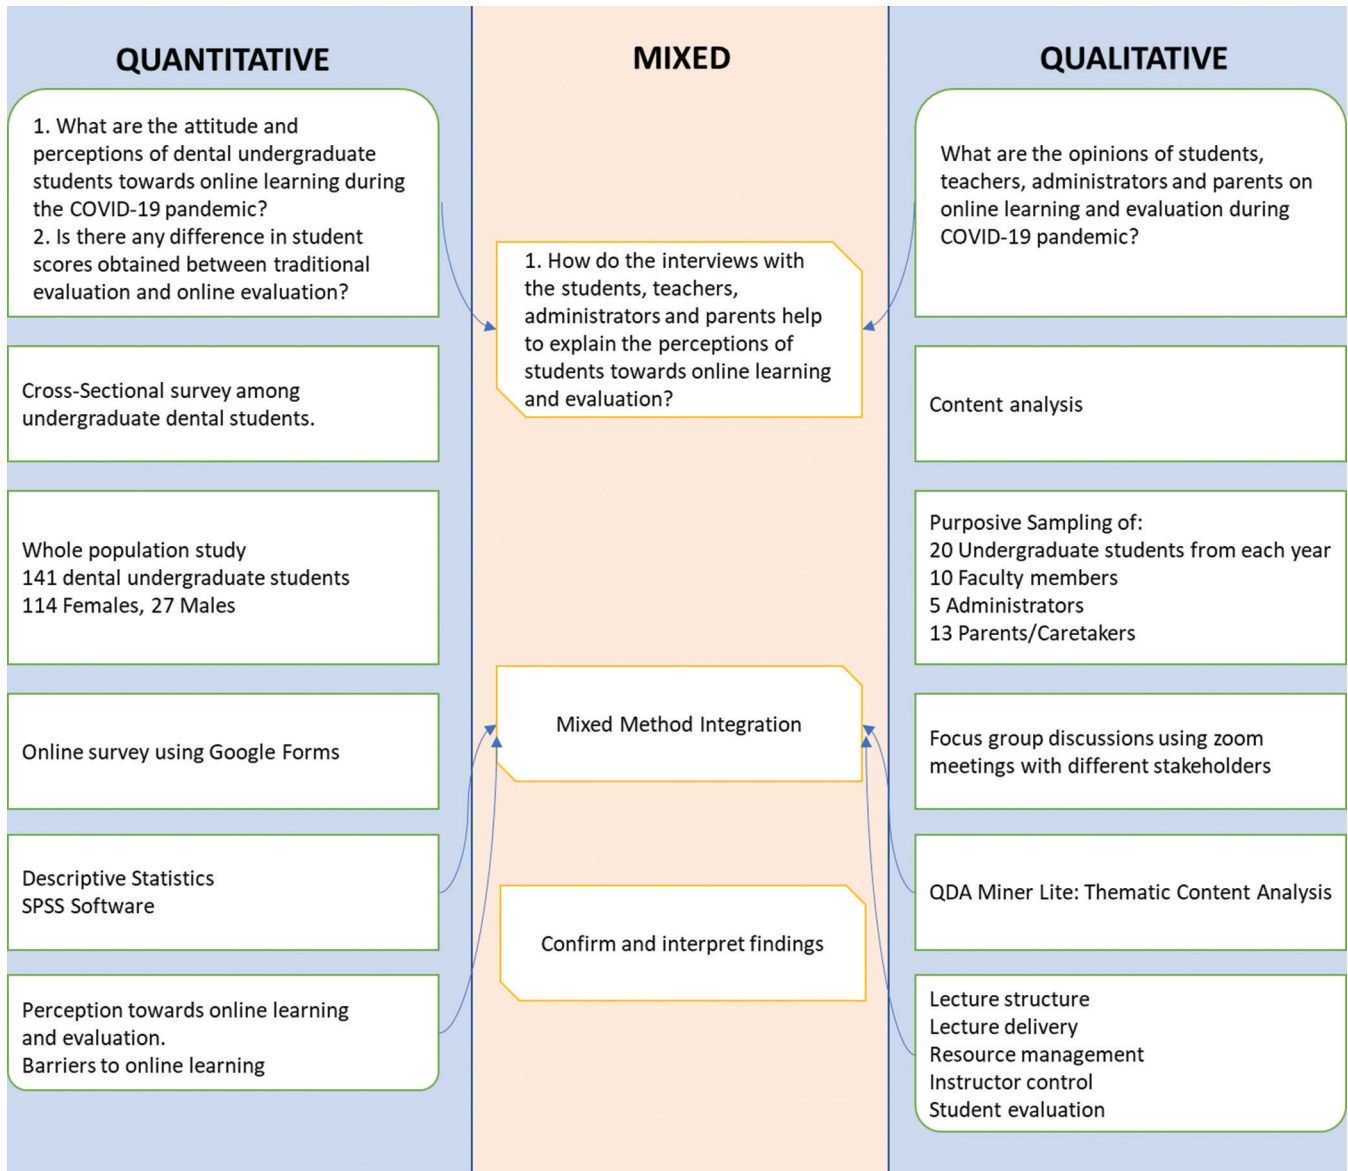 QUANTITATIVE
1. What are the attitude and
perceptions of dental undergraduate
students towards online learning during
the COVID-19 pandemic?
2. Is there any difference in student
scores obtained between traditional
evaluation and online evaluation?
Cross-Sectional survey among
undergraduate dental students.
Whole population study
141 dental undergraduate students
114 Females, 27 Males
Online survey using Google Forms
Descriptive Statistics
SPSS Software
Perception towards online learning
and evaluation.
Barriers to online learning
MIXED
1. How do the interviews with
the students, teachers,
administrators and parents help
to explain the perceptions of
students towards online learning
and evaluation?
Mixed Method Integration
Confirm and interpret findings
QUALITATIVE
What are the opinions of students,
teachers, administrators and parents on
online learning and evaluation during
COVID-19 pandemic?
Content analysis
Purposive Sampling of:
20 Undergraduate students from each year
10 Faculty members
5 Administrators
13 Parents/Caretakers
Focus group discussions using zoom
meetings with different stakeholders
QDA Miner Lite: Thematic Content Analysis
Lecture structure
Lecture delivery
Resource management
Instructor control
Student evaluation